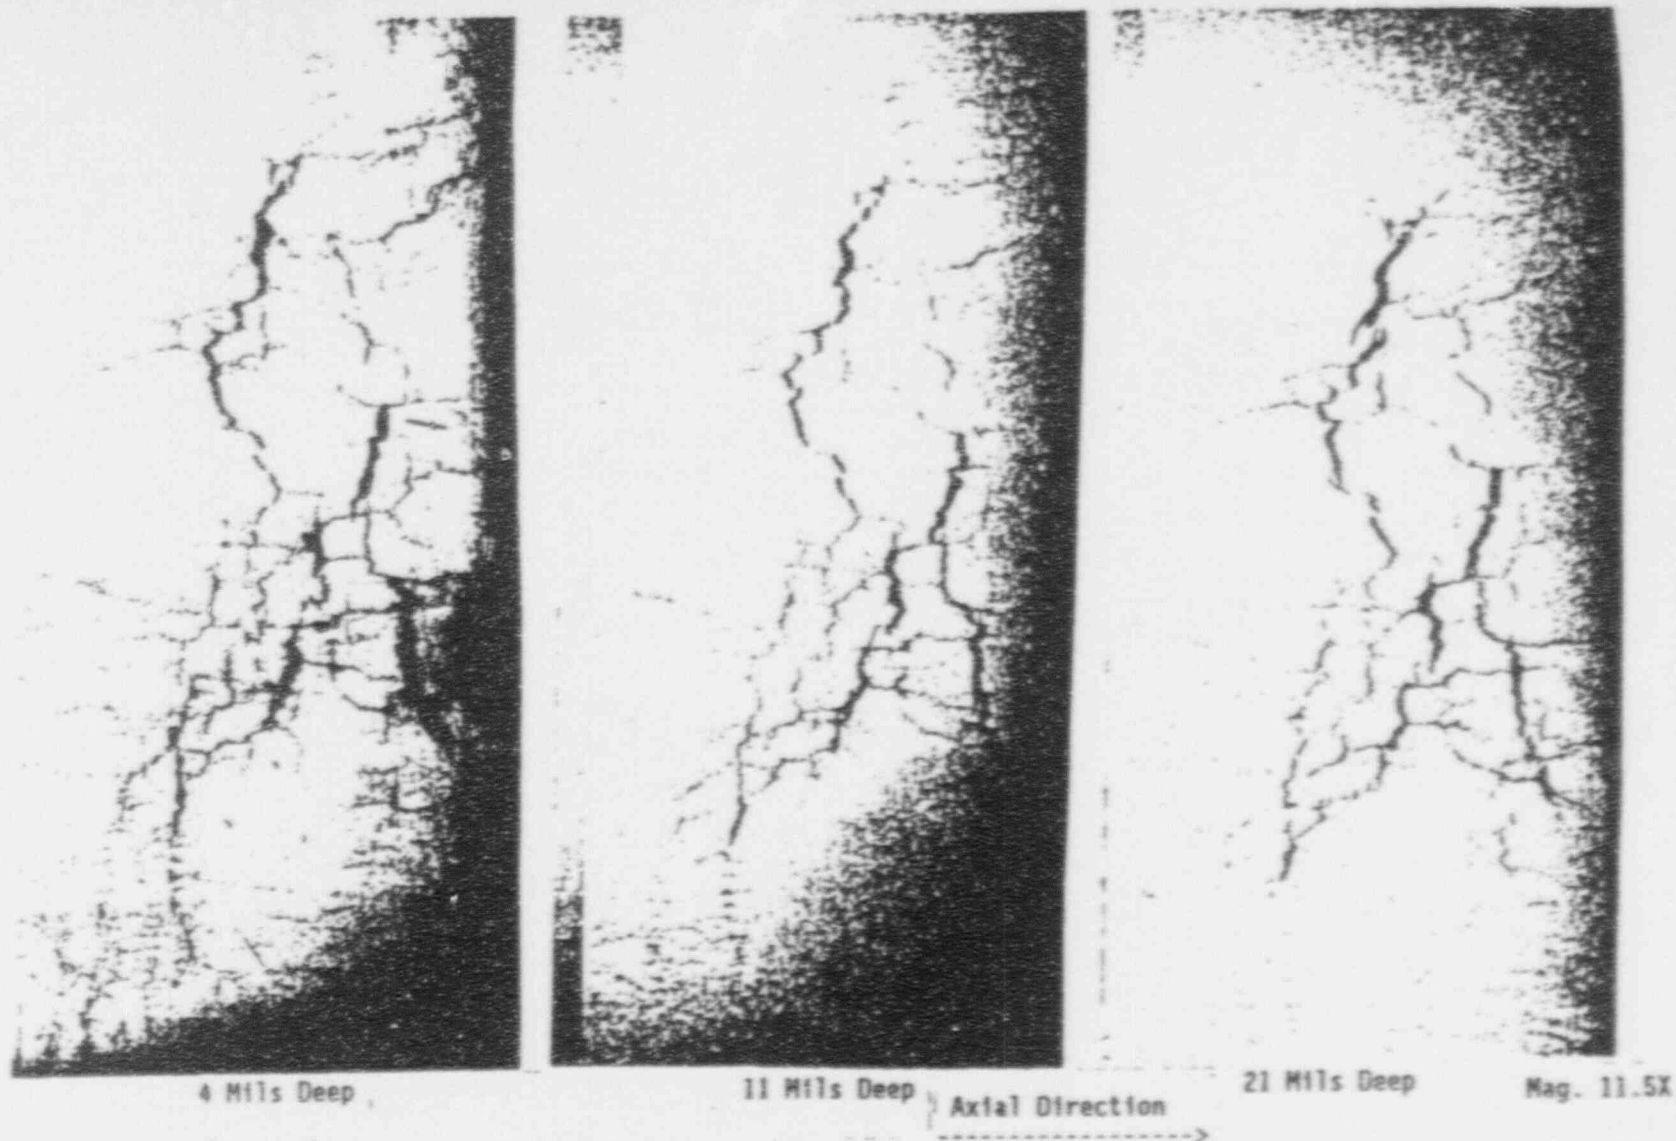 4 Mils Deep
11 Mils Deep
21 Mils Deep
Mag. 11.5X
Axial Direction